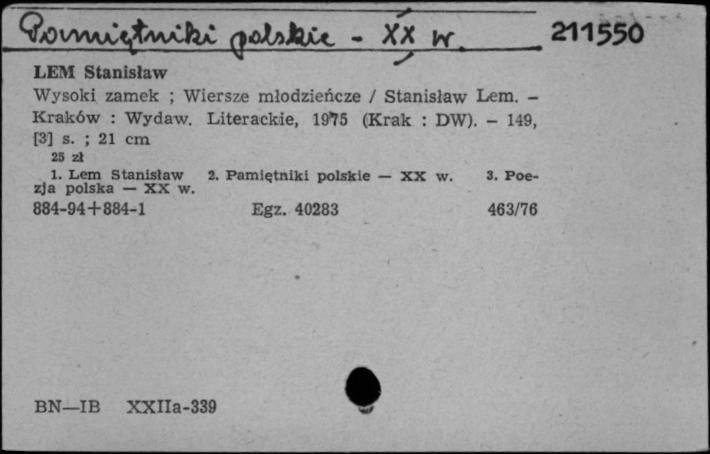 Pamiętniki polskie - XX w.
211550
LEM Stanisław
Wysoki zamek ; Wiersze młodzieńcze / Stanisław Lem. –
Kraków : Wydaw. Literackie, 1975 (Krak : DW). – 149,
[3] s. ; 21 cm
25 zł
1. Lem Stanisław 2. Pamiętniki polskie — XX w. 3. Poe-
zja polska — XX w.
884-94+884-1 Egz. 40283 463/76
BN—IB XXIIa-339